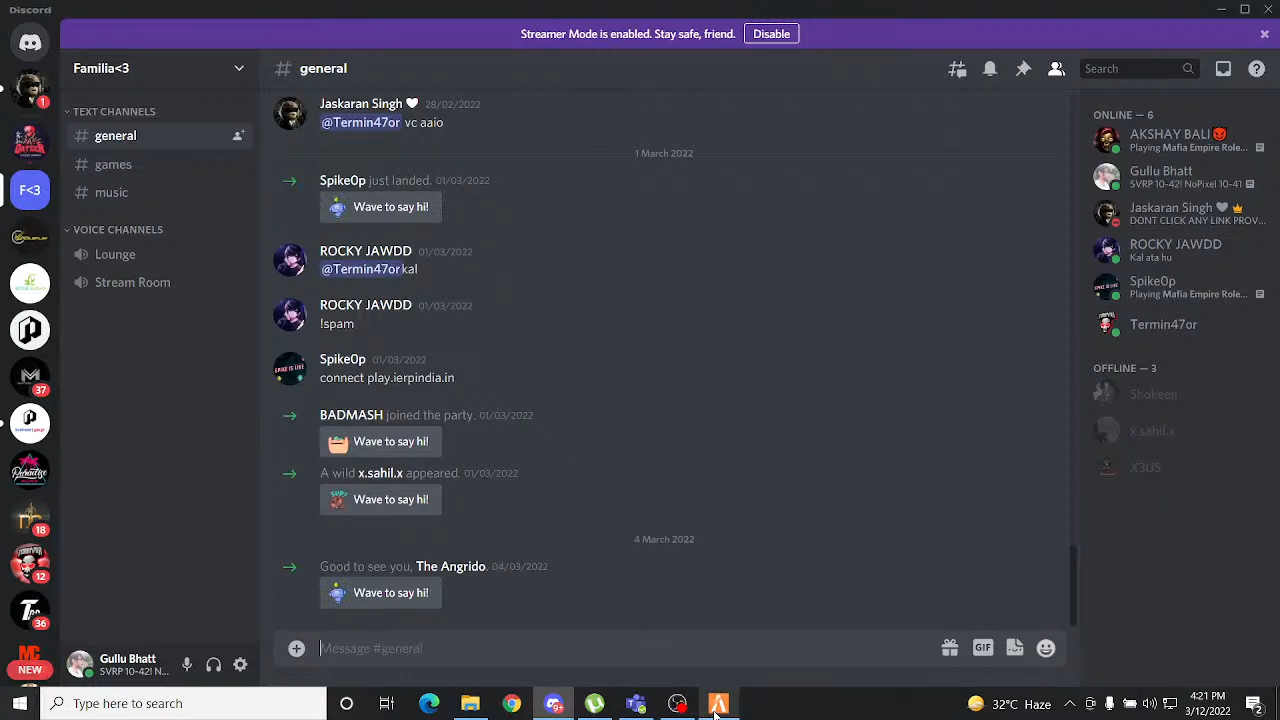 Discord
Streamer Mode is enabled. Stay safe, friend.
Disable
Familia<3
general
Search
TEXT CHANNELS
general
games
music
VOICE CHANNELS
Lounge
Stream Room
1
F<3
37
18
12
36
NEW
Jaskaran Singh 28/02/2022
@Termin47or vc aio
1 March 2022
SpikeOp just landed. 01/03/2022
Wave to say hi!
ROCKY JAWDD 01/03/2022
@Termin47or kal
ROCKY JAWDD 01/03/2022
Ispan
SpikeOp 01/03/2022
connect play.ierpindia.in
BADMASH joined the party. 01/03/2022
Wave to say hi!
A wild x.sahil.x appeared. 01/03/2022
Wave to say hi!
4 March 2022
Good to see you, The Angrido. 04/03/2022
Wave to say hi!
Message #general
GIF
ONLINE — 6
AKSHAY BALI
Playing Mafia Empire Role...
Gullu Bhatt
SVRP 10-42! NoPixel 10-41
Jaskaran Singh
DONT CLICK ANY LINK PROV...
ROCKY JAWDD
Kal ata hu
SpikeOp
Playing Mafia Empire Role...
Termin47or
OFFLINE — 3
Shokeen
x.sahil.x
X3US
Gullu Bhatt
SVRP 10-42! N...
Type here to search
9+
32°C Haze
4:21 PM
3/12/2022
2